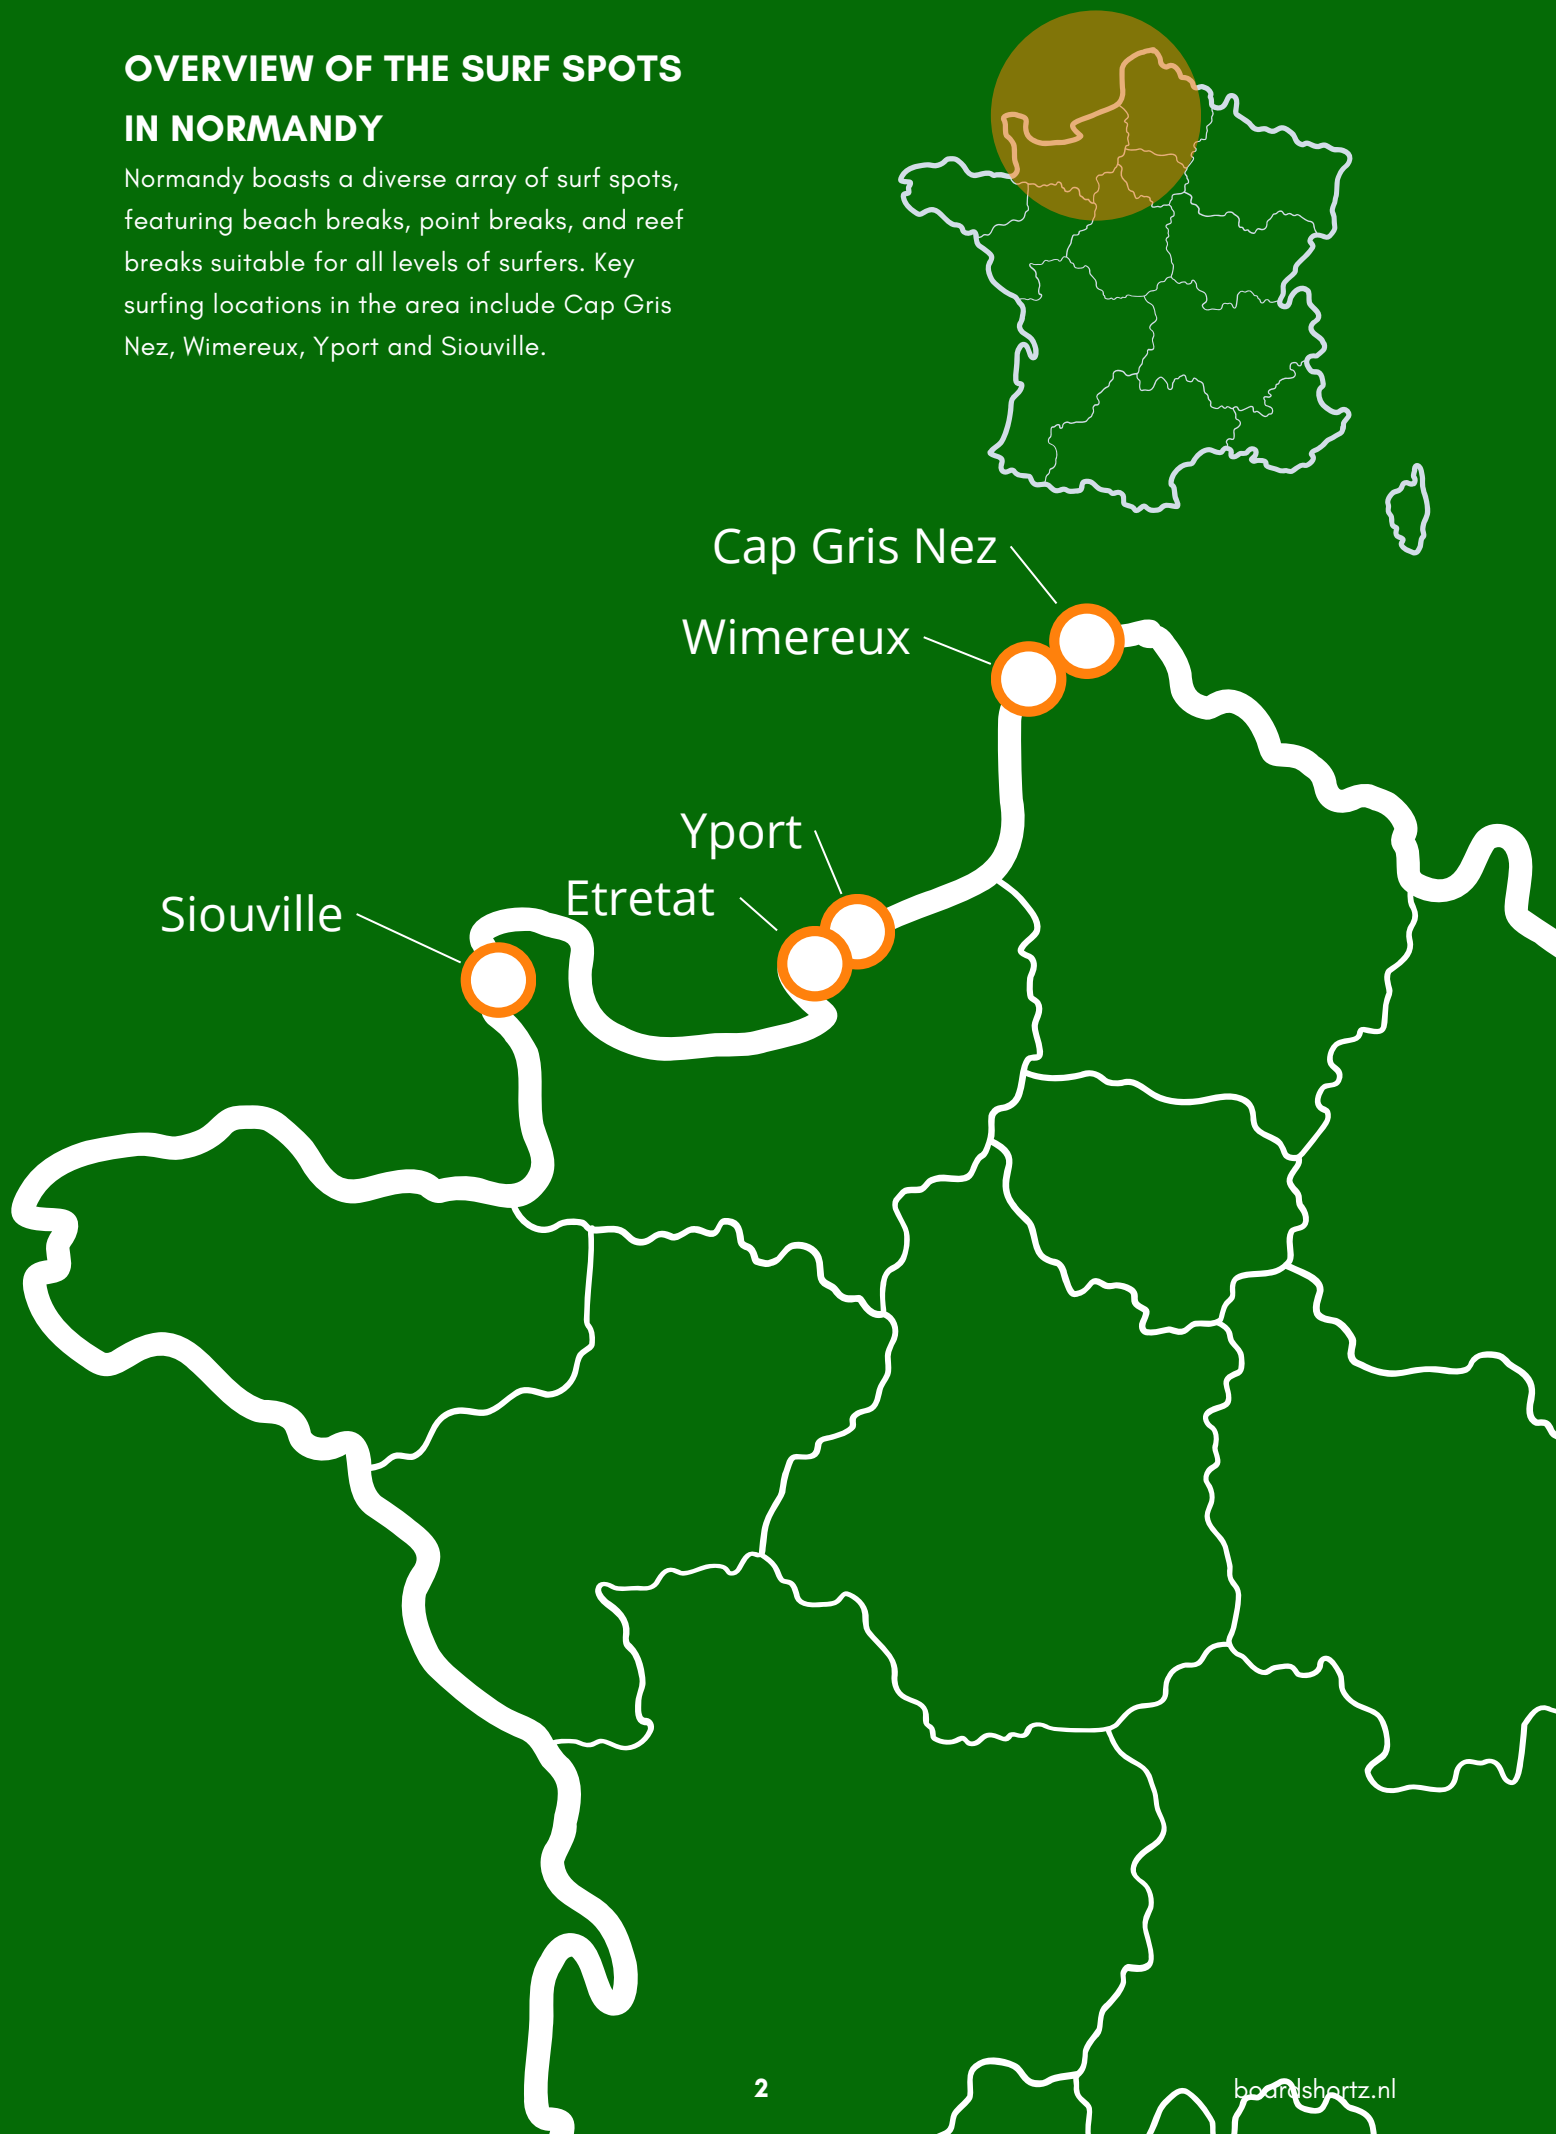 OVERVIEW OF THE SURF SPOTS
IN NORMANDY
Normandy boasts a diverse array of surf spots,
featuring beach breaks, point breaks, and reef
breaks suitable for all levels of surfers. Key
surfing locations in the area include Cap Gris
Nez, Wimereux, Yport and Siouville.
Cap Gris Nez
Wimereux
Yport
Etretat
Siouville
2
boardshortz.nl